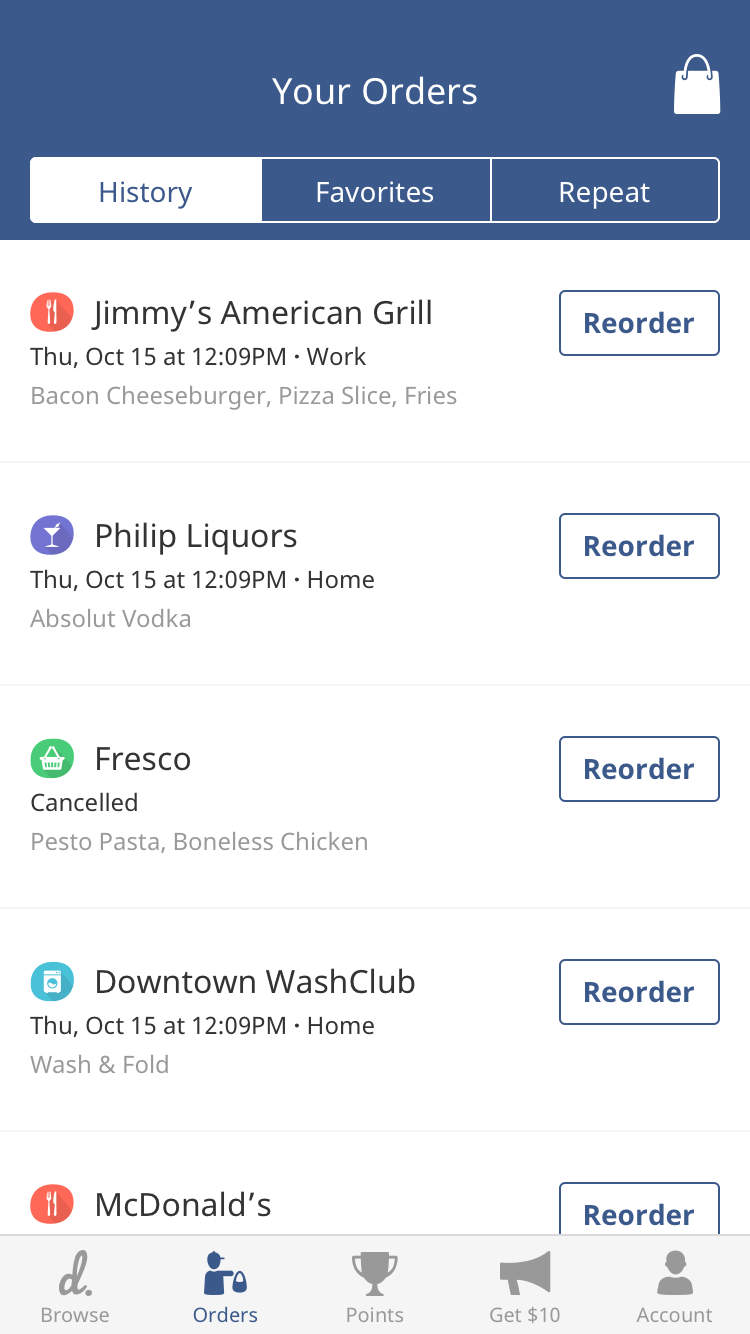 Your Orders
History Favorites Repeat
Jimmy’s American Grill
Reorder
Thu, Oct 15 at 12:09PM · Work
Bacon Cheeseburger, Pizza Slice, Fries
Philip Liquors
Reorder
Thu, Oct 15 at 12:09PM · Home
Absolut Vodka
Fresco
Reorder
Cancelled
Pesto Pasta, Boneless Chicken
Downtown WashClub
Reorder
Thu, Oct 15 at 12:09PM · Home
Wash & Fold
McDonald’s
Reorder
d.
Browse Orders Points Get $10 Account